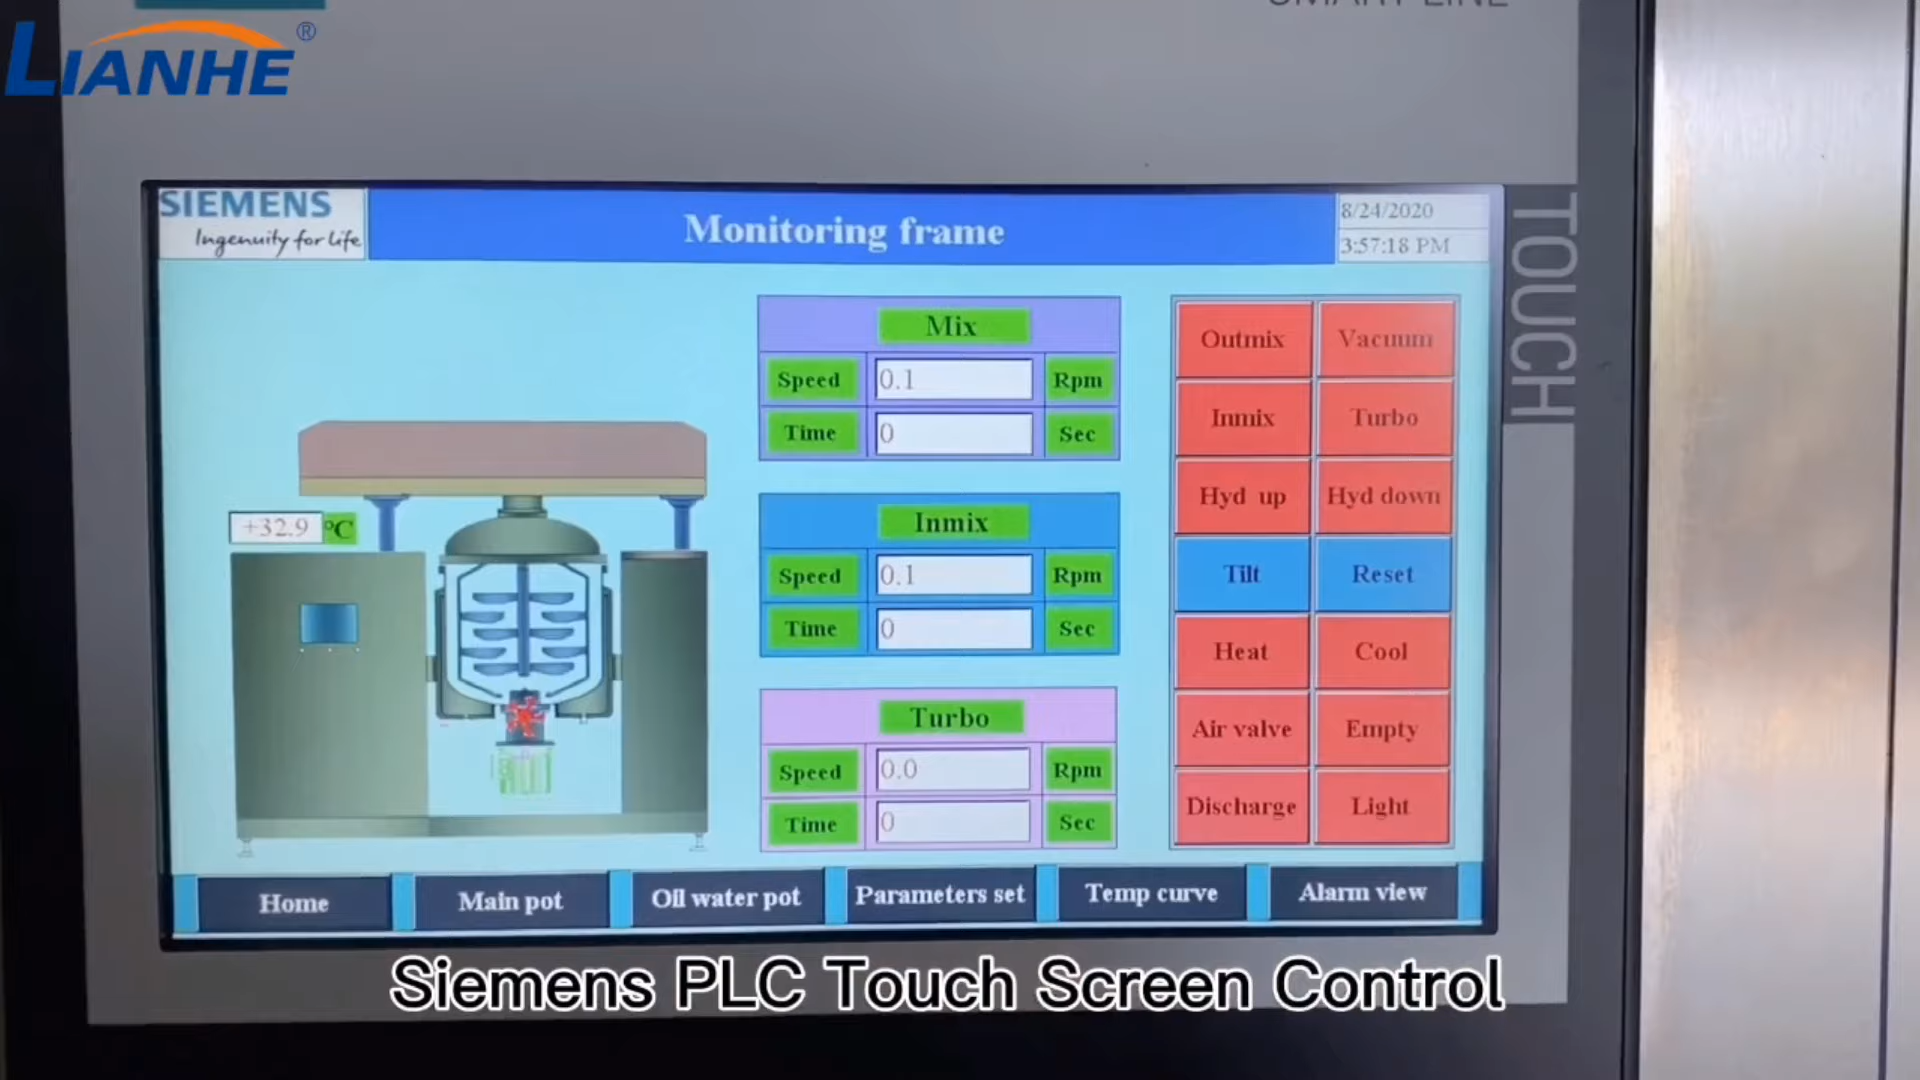 SMART LINE
LIANHE®
SIEMENS
Ingenuity for Life
Monitoring frame
8/24/2020
3:57:18 PM
TOUCH
+32.9 °C
Mix
Speed 0.1 Rpm
Time 0 Sec
Inmix
Speed 0.1 Rpm
Time 0 Sec
Turbo
Speed 0.0 Rpm
Time 0 Sec
Outmix Vacuum
Inmix Turbo
Hyd up Hyd down
Tilt Reset
Heat Cool
Air valve Empty
Discharge Light
Home Main pot Oil water pot Parameters set Temp curve Alarm view
Siemens PLC Touch Screen Control